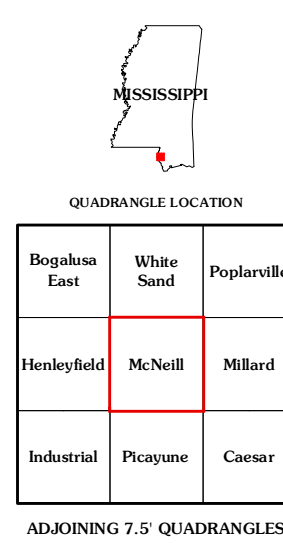 MISSISSIPPI
QUADRANGLE LOCATION
Bogalusa
East
White
Sand
Poplarville
Henleyfield
McNeill
Millard
Industrial
Picayune
Caesar
ADJOINING 7.5' QUADRANGLES